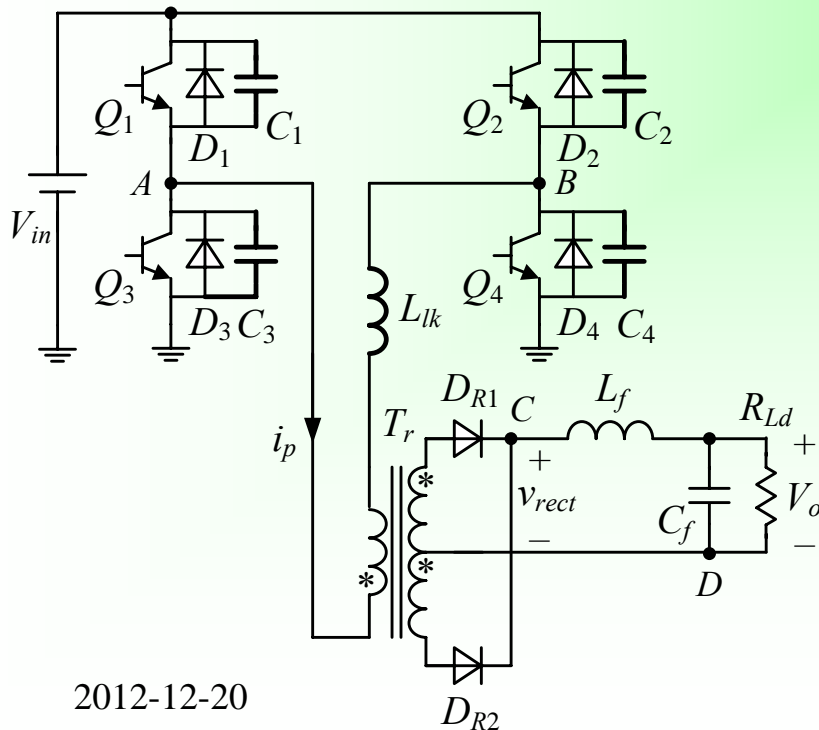 Q1
D1
C1
Q2
D2
C2
A
B
Vin
Q3
D3
C3
Llk
Q4
D4
C4
DR1
C
Lf
RLd
ip
Tr
+
vrect
−
+
Vo
−
Cf
*
*
*
D
DR2
2012-12-20